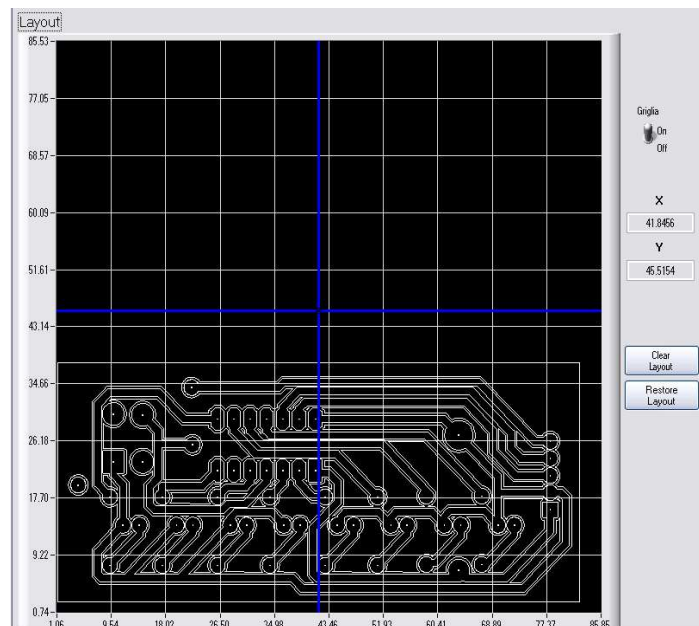 Layout
85.53
77.05
68.57
60.09
51.61
43.14
34.66
26.18
17.70
9.22
0.74
1.06 9.54 18.02 26.50 34.98 43.46 51.93 60.41 68.89 77.37 85.85
Griglia
On
Off
X
41.8456
Y
45.5154
Clear
Layout
Restore
Layout